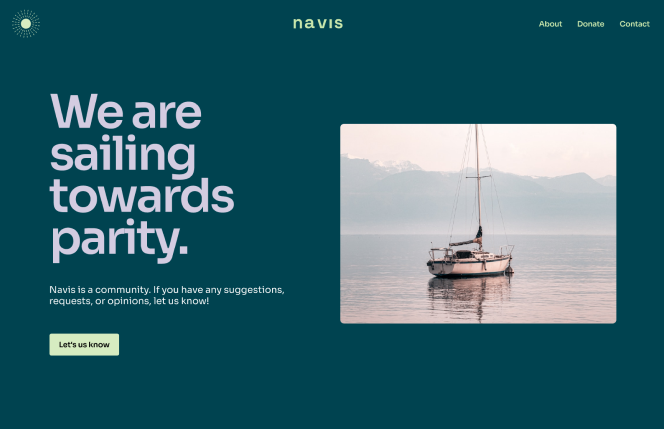 navis
About Donate Contact
We are
sailing
towards
parity.
Navis is a community. If you have any suggestions,
requests, or opinions, let us know!
Let's us know